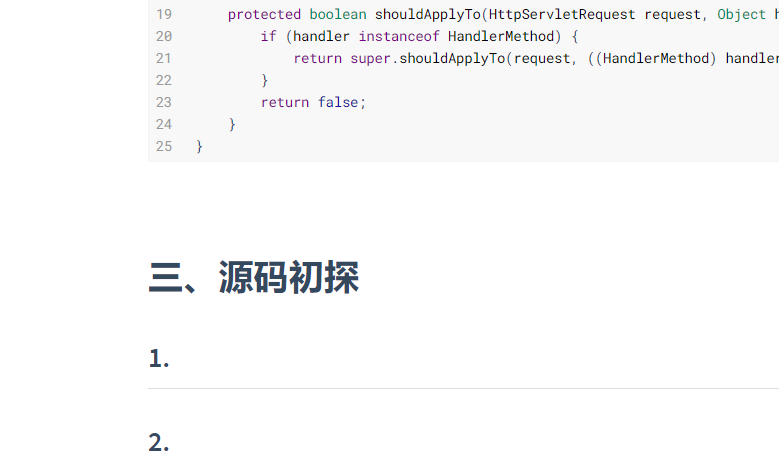 19 protected boolean shouldApplyTo(HttpServletRequest request, Object
20 if (handler instanceof HandlerMethod) {
21 return super.shouldApplyTo(request, ((HandlerMethod) handler
22 }
23 return false;
24 }
25 }
三、源码初探
1.
2.